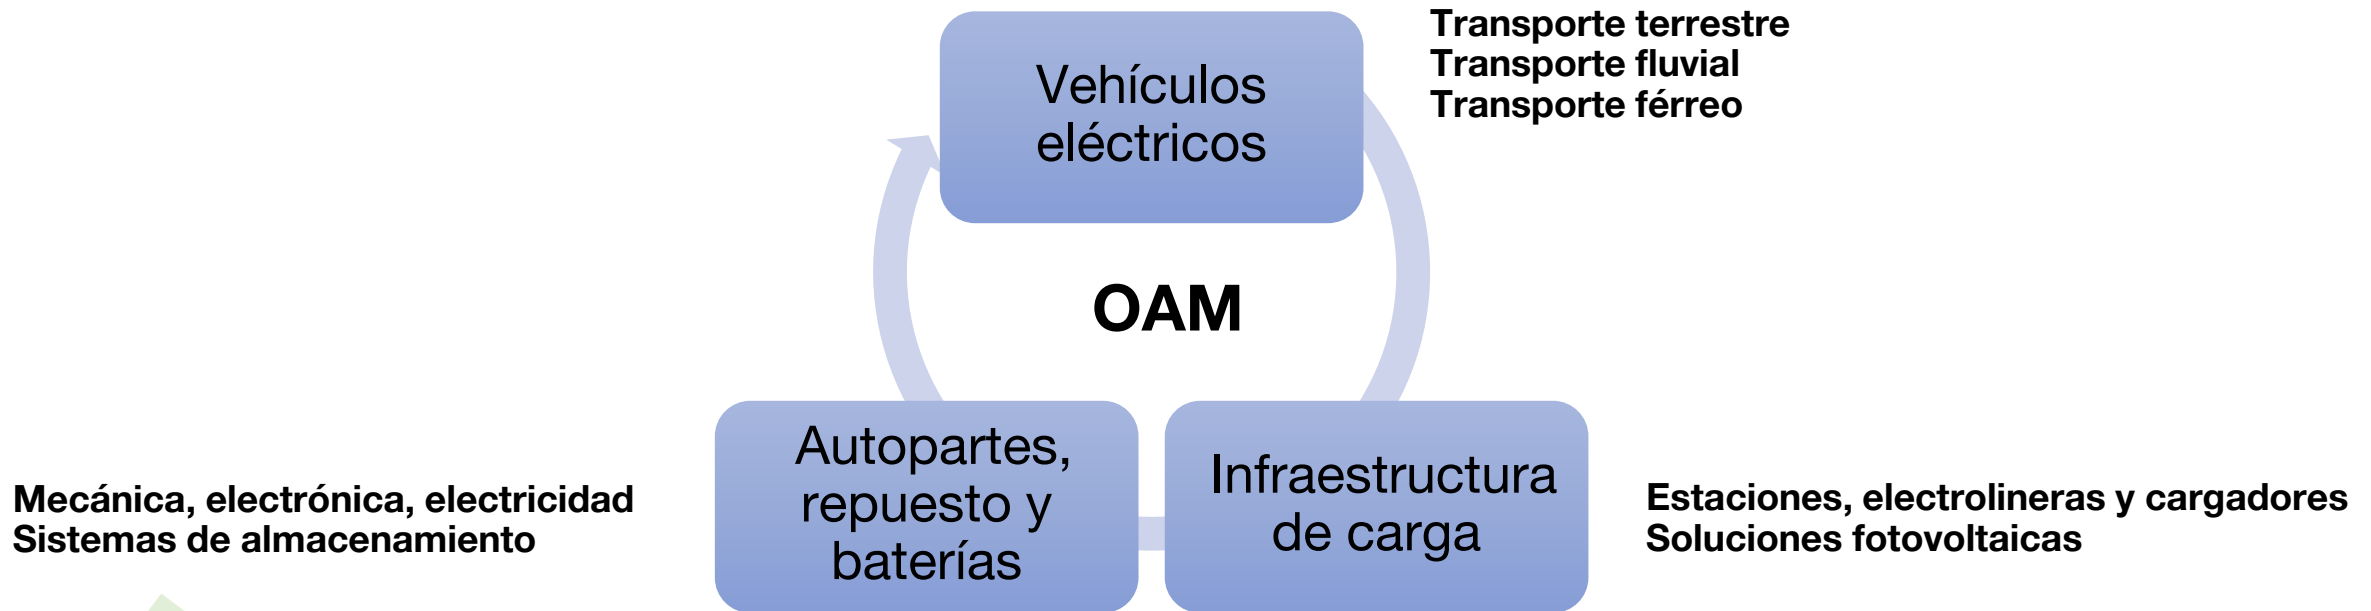 Transporte terrestre
Transporte fluvial
Transporte férreo
Vehículos
eléctricos
OAM
Autopartes,
repuesto y
baterías
Infraestructura
de carga
Mecánica, electrónica, electricidad
Sistemas de almacenamiento
Estaciones, electrolineras y cargadores
Soluciones fotovoltaicas